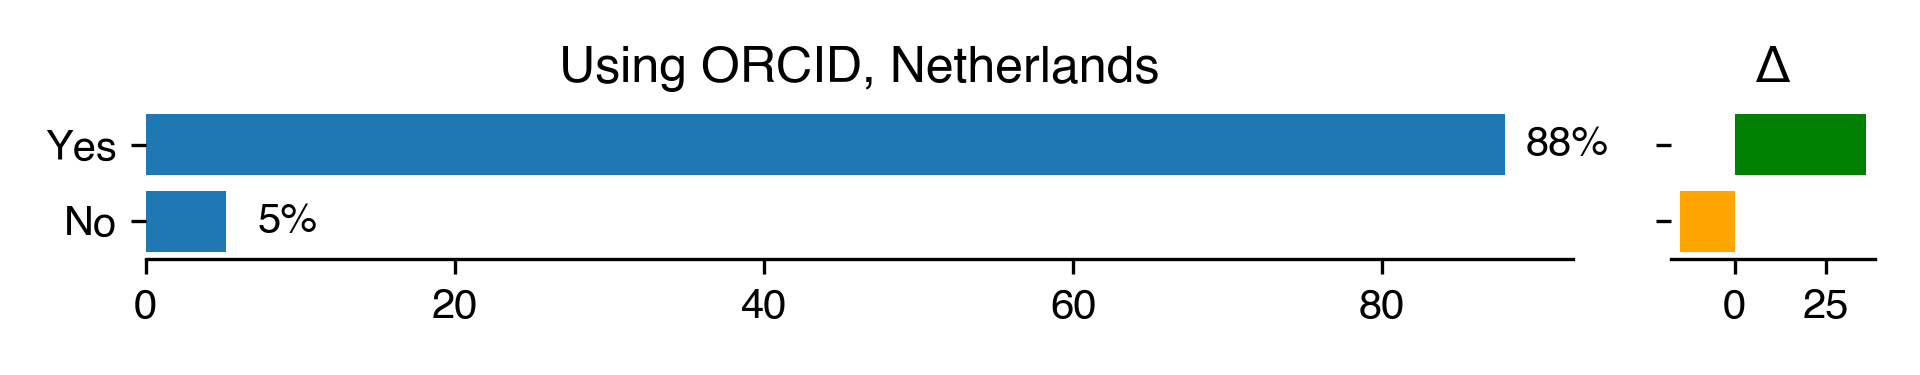 Using ORCID, Netherlands
Δ
Yes
88%
No
5%
0
20
40
60
80
0
25